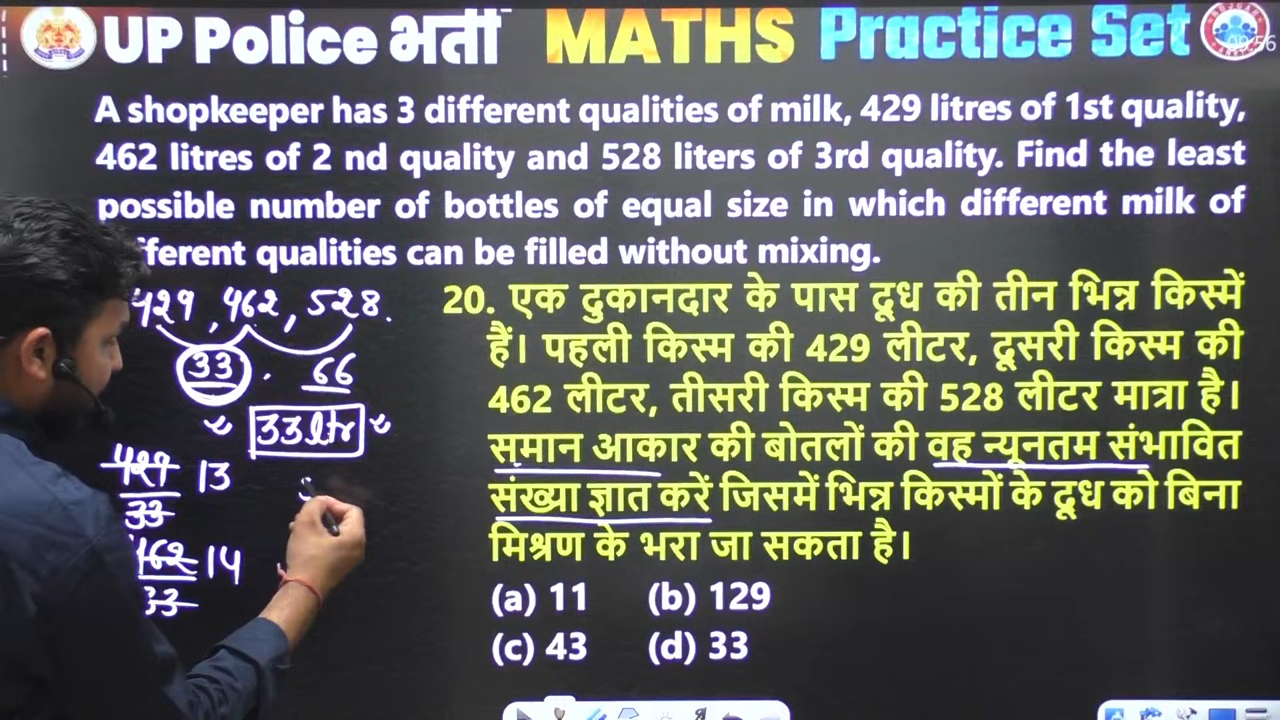 UP Police भर्ती MATHS Practice Set
09:56
A shopkeeper has 3 different qualities of milk, 429 litres of 1st quality,
462 litres of 2 nd quality and 528 liters of 3rd quality. Find the least
possible number of bottles of equal size in which different milk of
fferent qualities can be filled without mixing.
429, 462, 528.
33. 66
33 ltr
429 13
33
462 14
33
20. एक दुकानदार के पास दूध की तीन भिन्न किस्में
हैं। पहली किस्म की 429 लीटर, दूसरी किस्म की
462 लीटर, तीसरी किस्म की 528 लीटर मात्रा है।
समान आकार की बोतलों की वह न्यूनतम संभावित
संख्या ज्ञात करें जिसमें भिन्न किस्मों के दूध को बिना
मिश्रण के भरा जा सकता है।
(a) 11 (b) 129
(c) 43 (d) 33